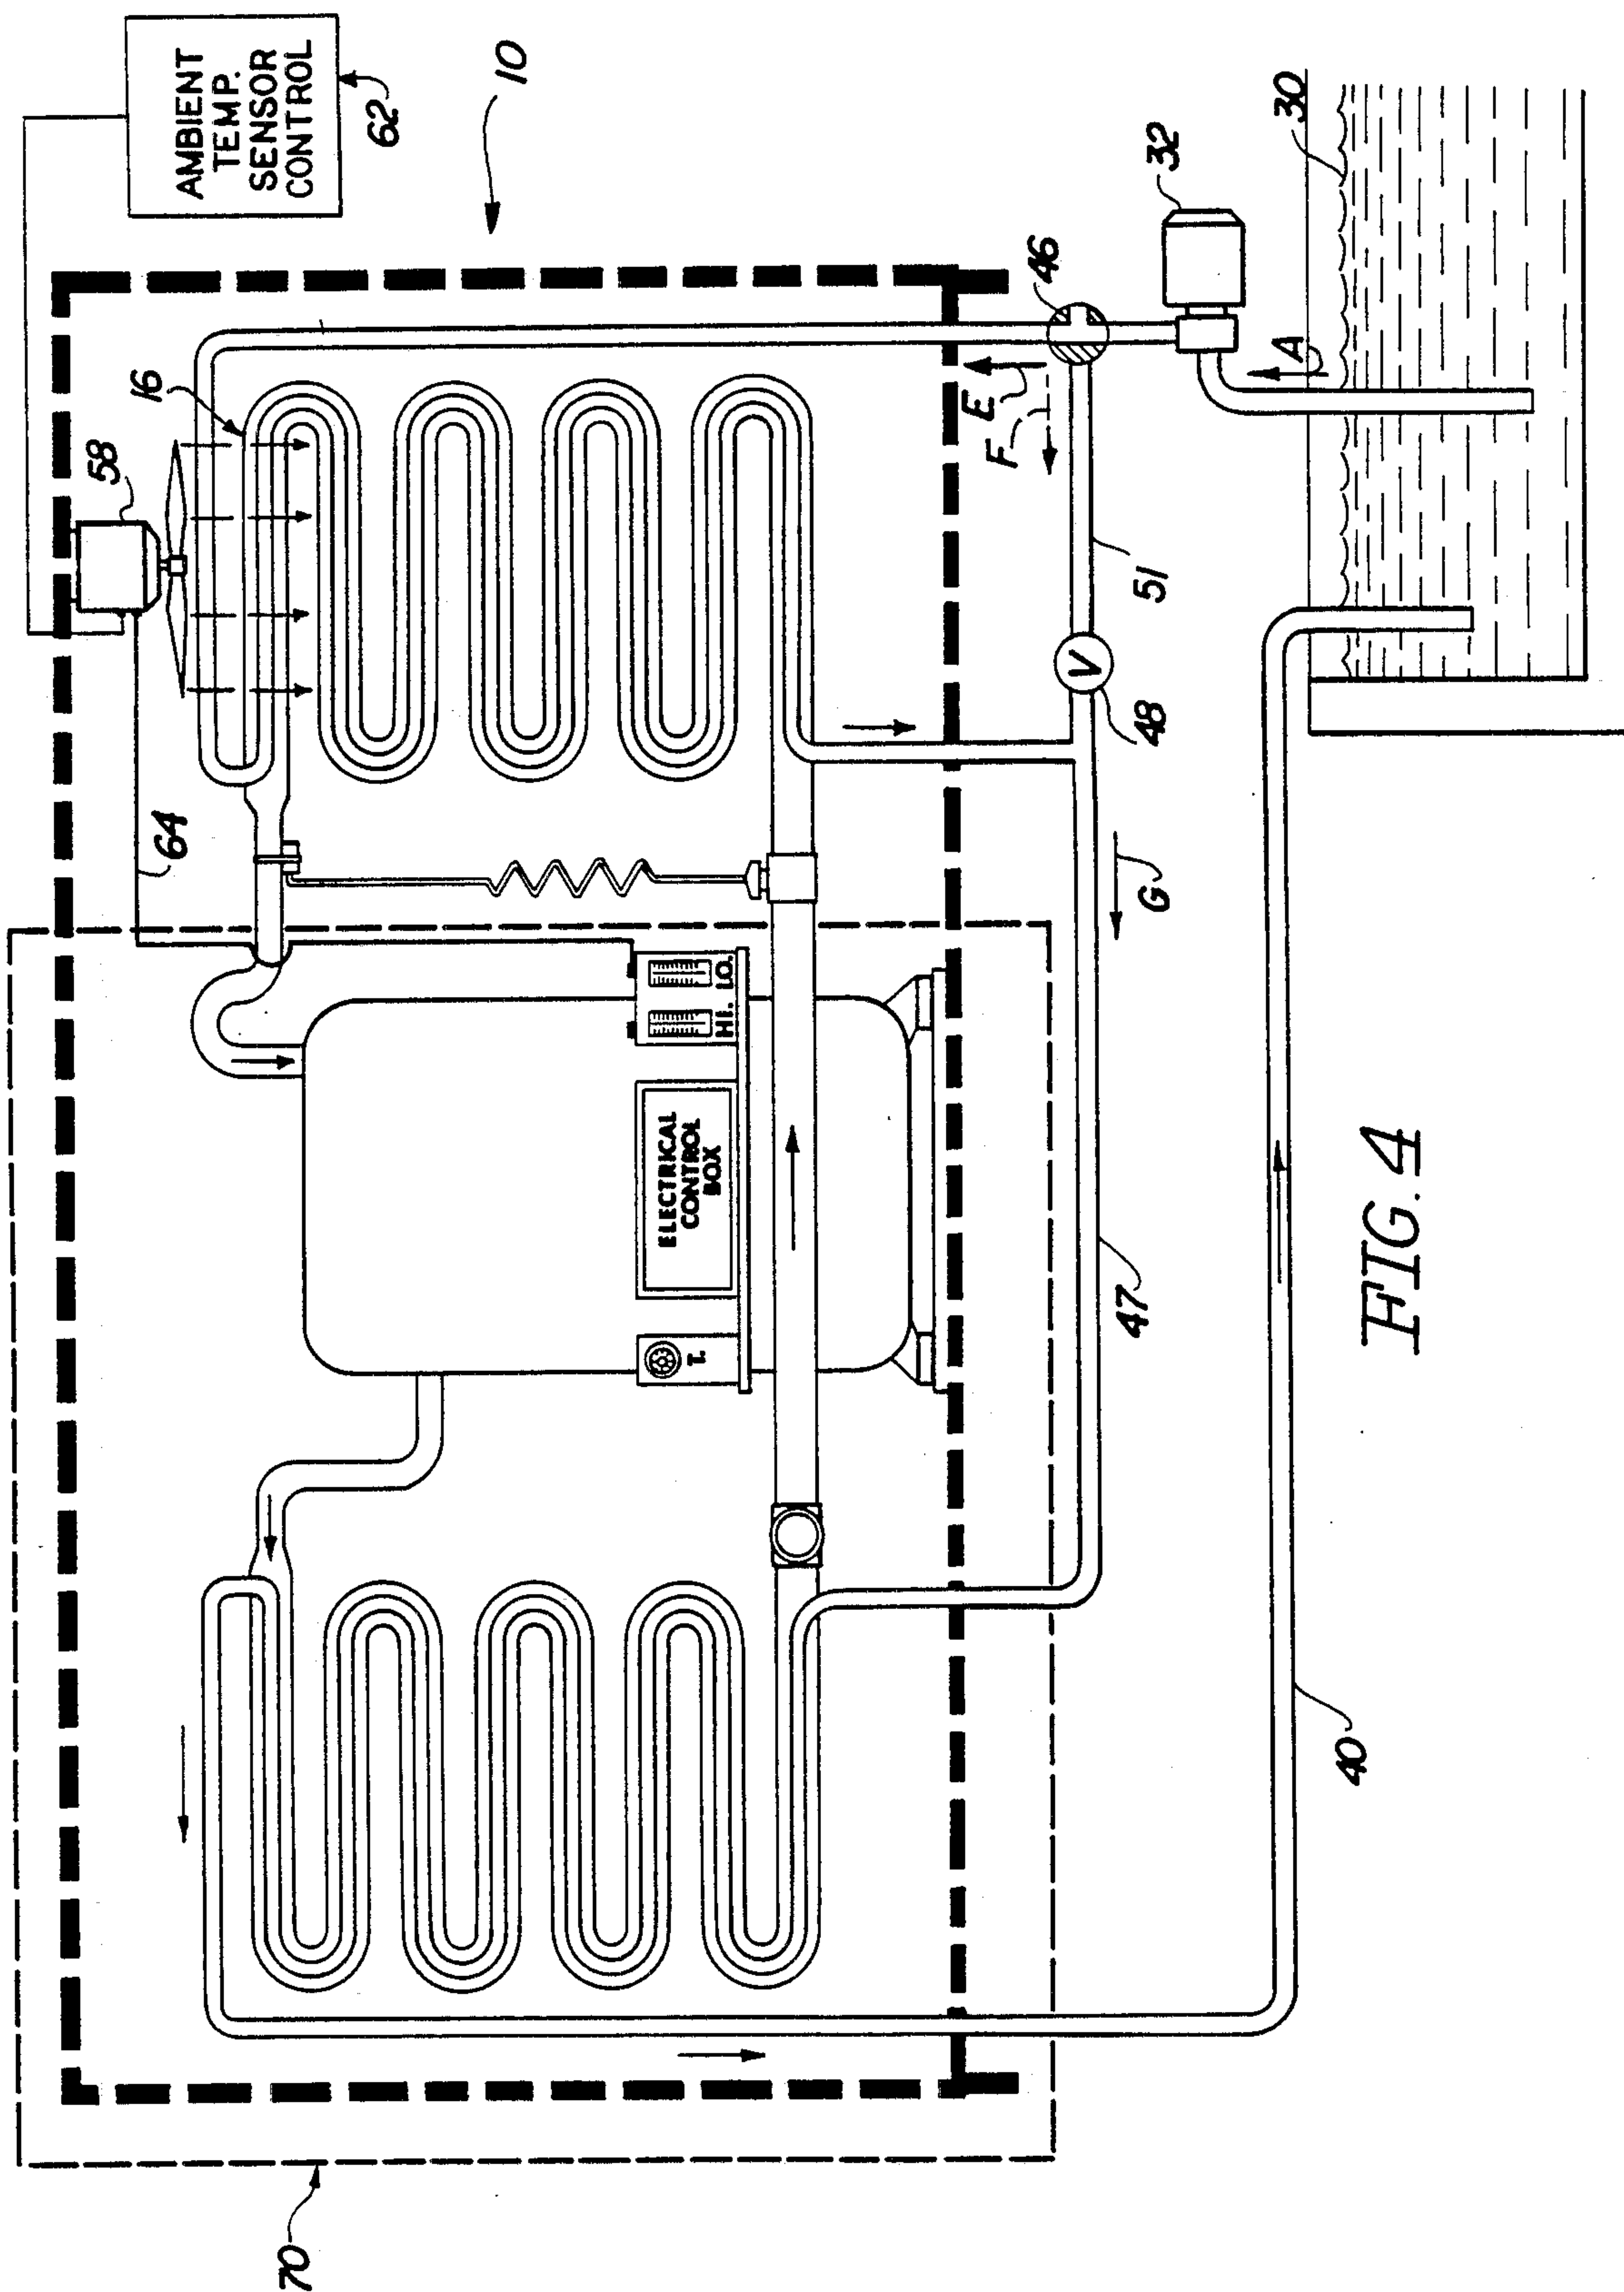 AMBIENT
TEMP.
SENSOR
CONTROL
62
10
58
16
64
32
30
46
A
E
F
51
48
G
HI. LO.
ELECTRICAL
CONTROL
BOX
T.
47
40
70
FIG. 4
V